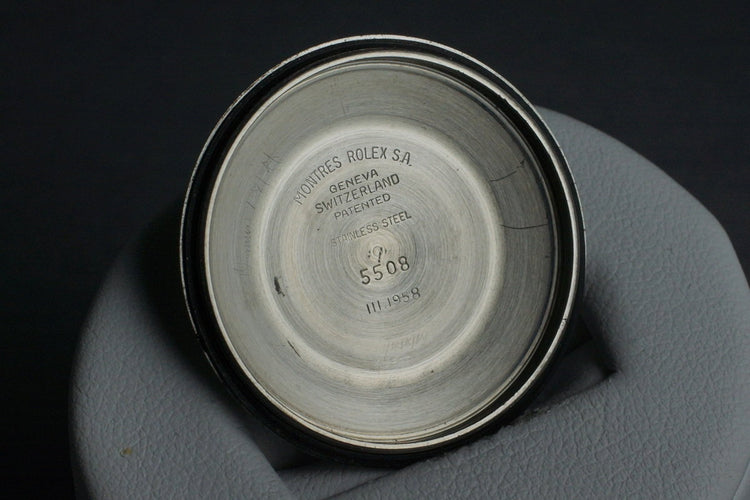 MONTRES ROLEX S.A.
GENEVA
SWITZERLAND
PATENTED
STAINLESS STEEL
5508
III.1958